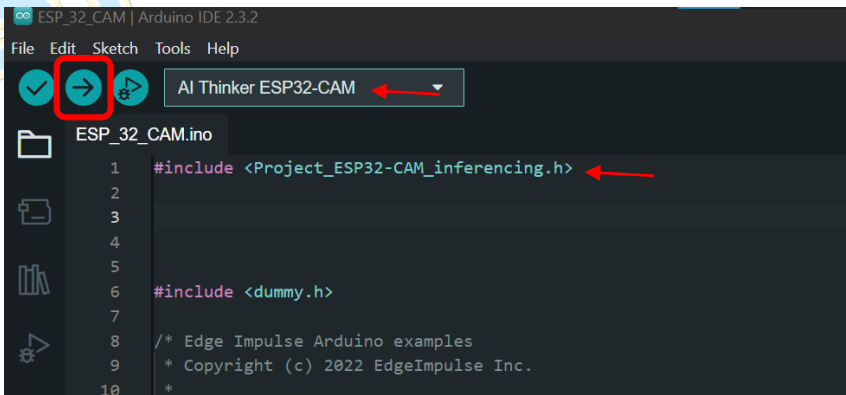 ESP_32_CAM | Arduino IDE 2.3.2
File Edit Sketch Tools Help
AI Thinker ESP32-CAM
ESP_32_CAM.ino
1 #include <Project_ESP32-CAM_inferencing.h>
2
3
4
5
6 #include <dummy.h>
7
8 /* Edge Impulse Arduino examples
9 * Copyright (c) 2022 EdgeImpulse Inc.
10 *